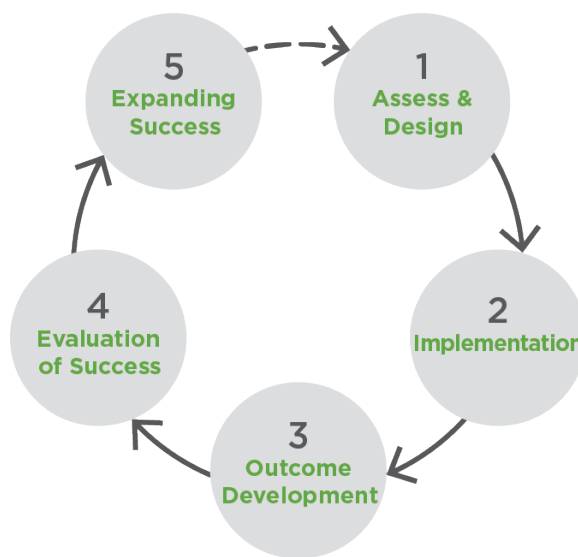 1
Assess &
Design
2
Implementation
3
Outcome
Development
4
Evaluation
of Success
5
Expanding
Success